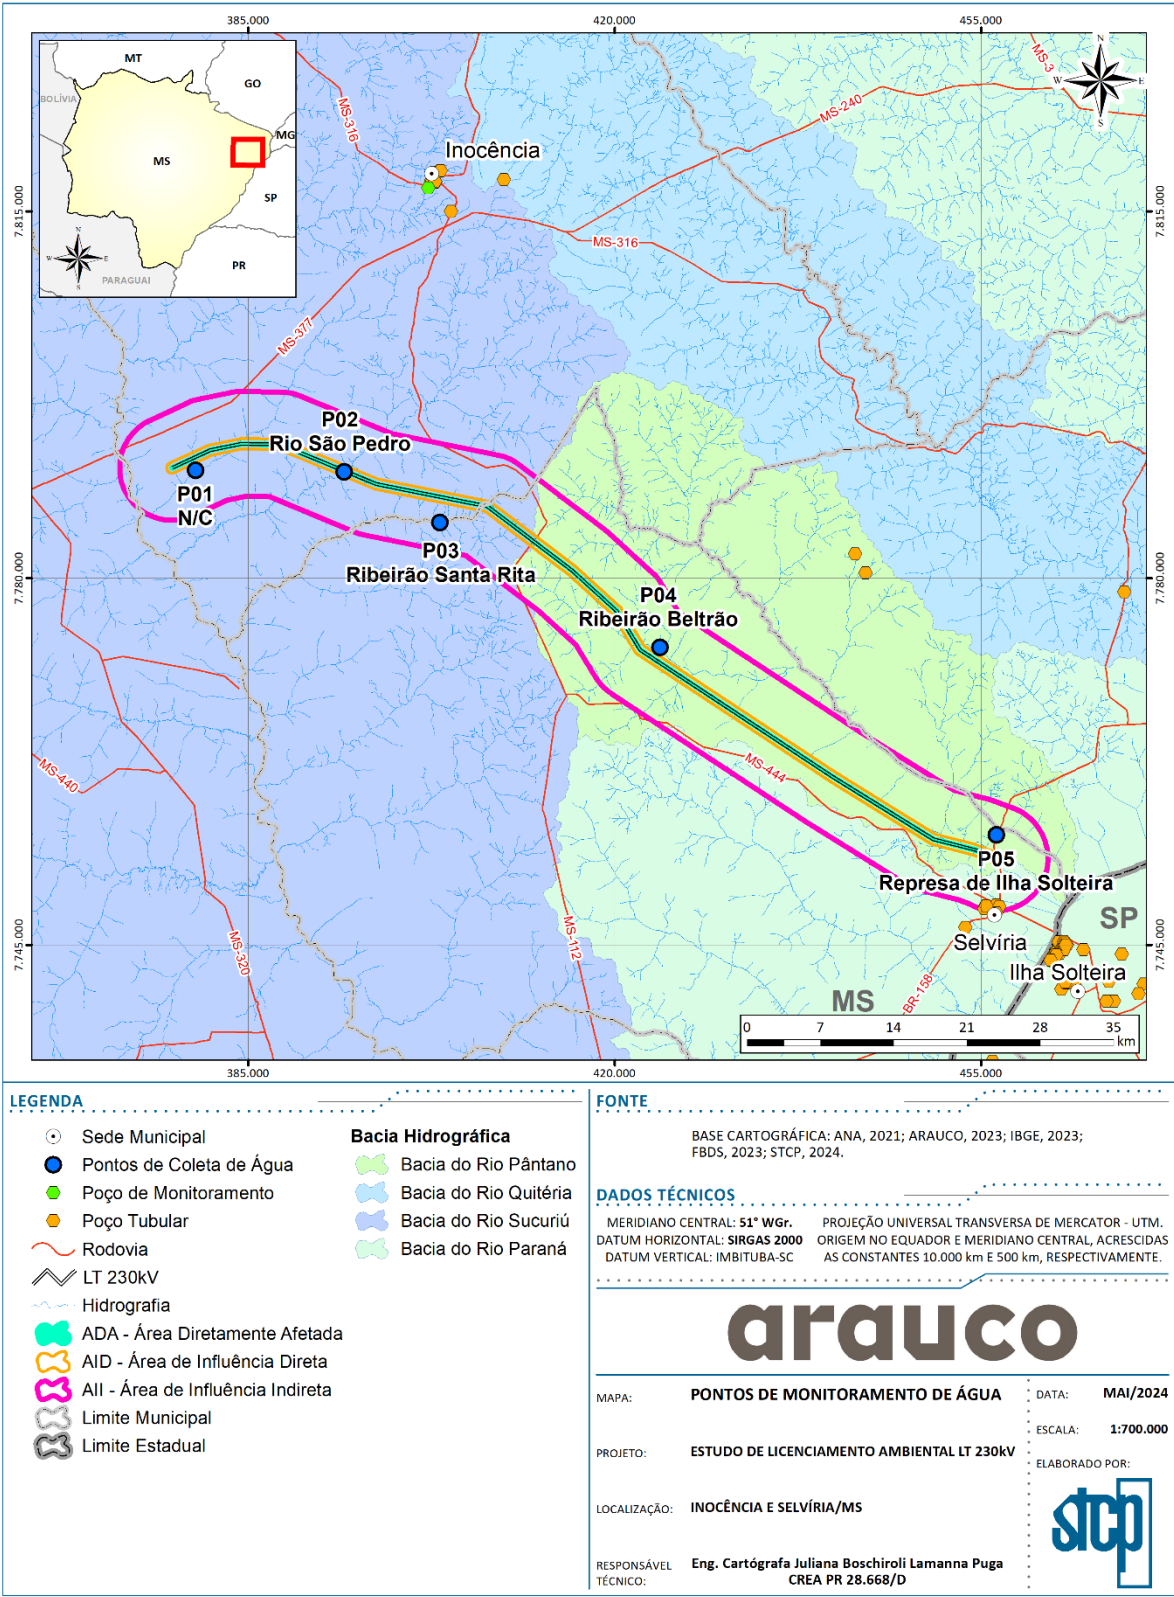 385.000
420.000
455.000
MT
GO
BOLÍVIA
MG
MS
SP
PR
PARAGUAI
N
W
E
S
N
W
E
S
MS-3
MS-240
MS-316
Inocência
7.815.000
7.815.000
MS-316
MS-377
P02
Rio São Pedro
P01
N/C
P03
Ribeirão Santa Rita
7.780.000
7.780.000
P04
Ribeirão Beltrão
MS-440
MS-444
P05
Represa de Ilha Solteira
SP
Selvíria
7.745.000
7.745.000
MS-320
MS-112
Ilha Solteira
BR-158
MS
0 7 14 21 28 35
km
385.000
420.000
455.000
LEGENDA
Sede Municipal
Pontos de Coleta de Água
Poço de Monitoramento
Poço Tubular
Rodovia
LT 230kV
Hidrografia
ADA - Área Diretamente Afetada
AID - Área de Influência Direta
AII - Área de Influência Indireta
Limite Municipal
Limite Estadual
Bacia Hidrográfica
Bacia do Rio Pântano
Bacia do Rio Quitéria
Bacia do Rio Sucuriú
Bacia do Rio Paraná
FONTE
BASE CARTOGRÁFICA: ANA, 2021; ARAUCO, 2023; IBGE, 2023;
FBDS, 2023; STCP, 2024.
DADOS TÉCNICOS
MERIDIANO CENTRAL: 51° WGr.
DATUM HORIZONTAL: SIRGAS 2000
DATUM VERTICAL: IMBITUBA-SC
PROJEÇÃO UNIVERSAL TRANSVERSA DE MERCATOR - UTM.
ORIGEM NO EQUADOR E MERIDIANO CENTRAL, ACRESCIDAS
AS CONSTANTES 10.000 km E 500 km, RESPECTIVAMENTE.
arauco
MAPA: PONTOS DE MONITORAMENTO DE ÁGUA
DATA: MAI/2024
ESCALA: 1:700.000
PROJETO: ESTUDO DE LICENCIAMENTO AMBIENTAL LT 230kV
ELABORADO POR:
stcp
LOCALIZAÇÃO: INOCÊNCIA E SELVÍRIA/MS
RESPONSÁVEL
TÉCNICO:
Eng. Cartógrafa Juliana Boschiroli Lamanna Puga
CREA PR 28.668/D